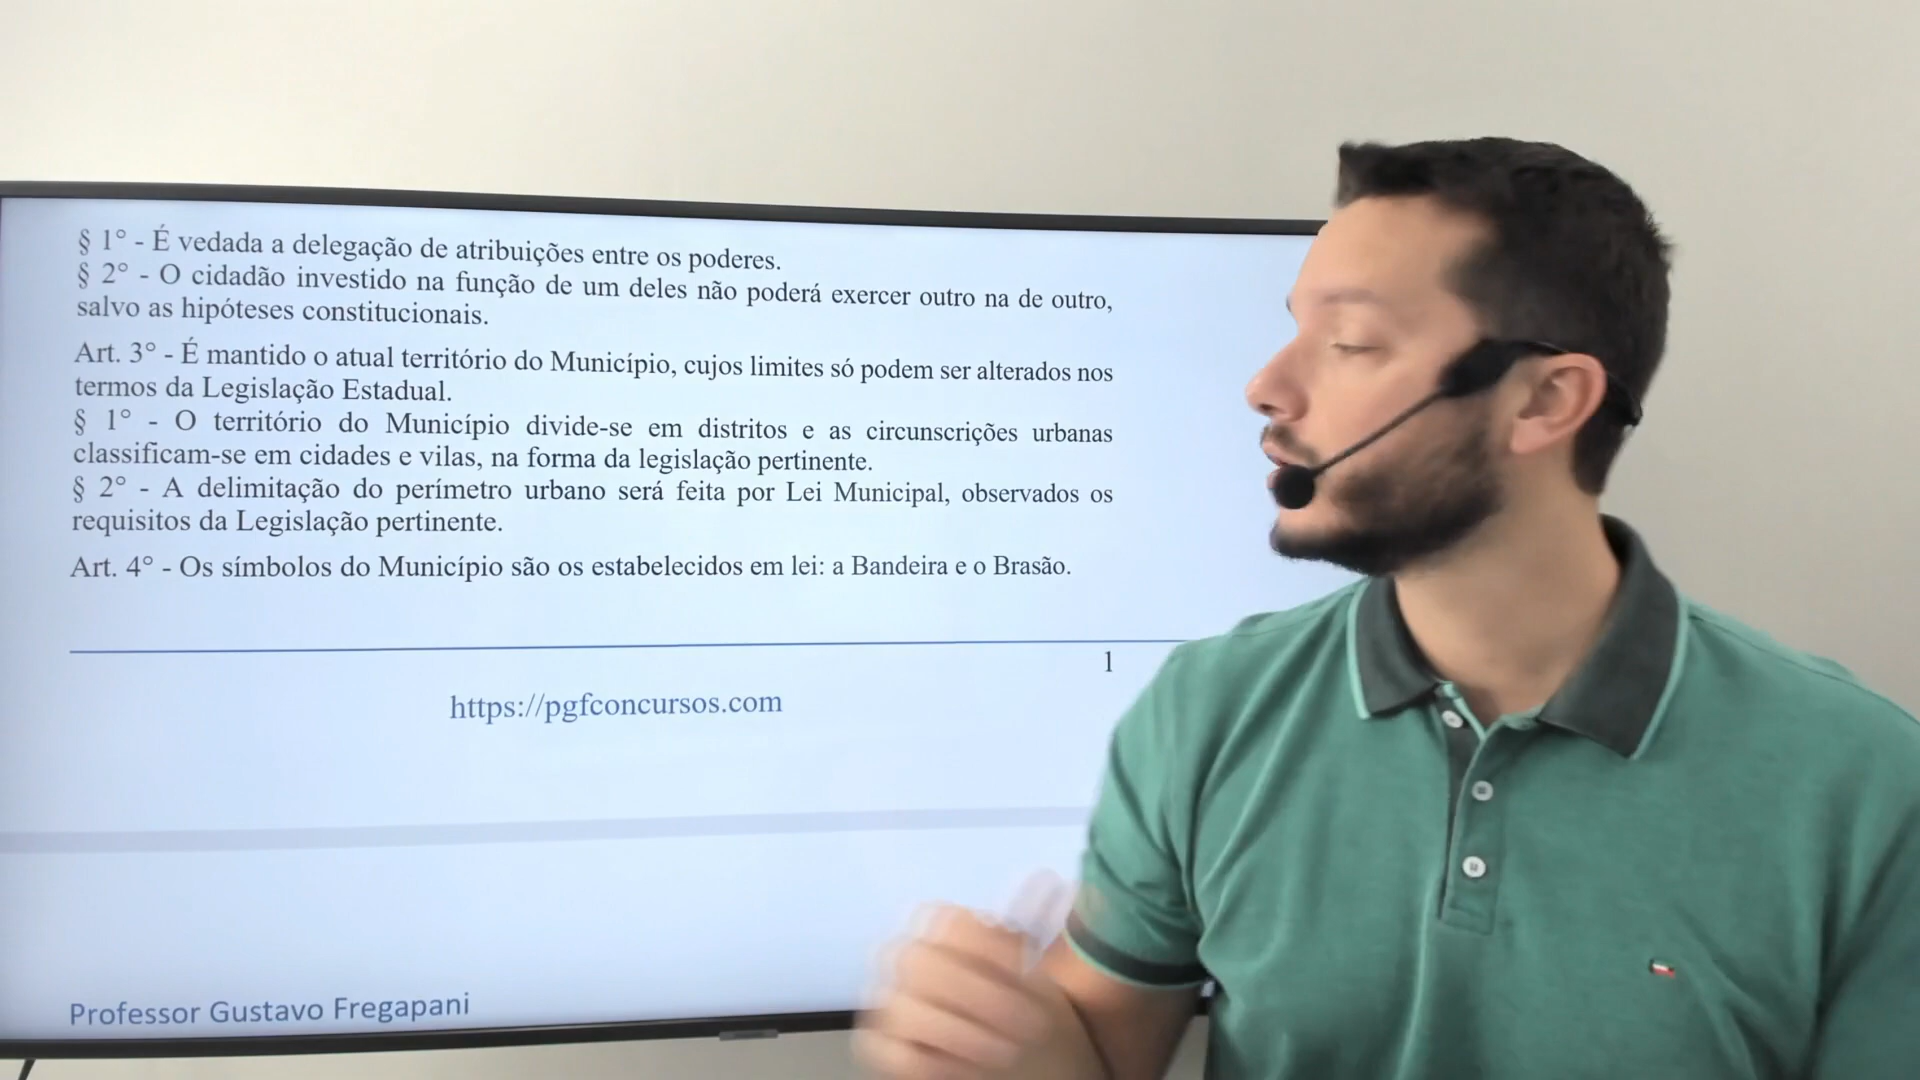 § 1° - É vedada a delegação de atribuições entre os poderes.
§ 2° - O cidadão investido na função de um deles não poderá exercer outro na de outro,
salvo as hipóteses constitucionais.
Art. 3° - É mantido o atual território do Município, cujos limites só podem ser alterados nos
termos da Legislação Estadual.
§ 1° - O território do Município divide-se em distritos e as circunscrições urbanas
classificam-se em cidades e vilas, na forma da legislação pertinente.
§ 2° - A delimitação do perímetro urbano será feita por Lei Municipal, observados os
requisitos da Legislação pertinente.
Art. 4° - Os símbolos do Município são os estabelecidos em lei: a Bandeira e o Brasão.
1
https://pgfconcursos.com
Professor Gustavo Fregapani